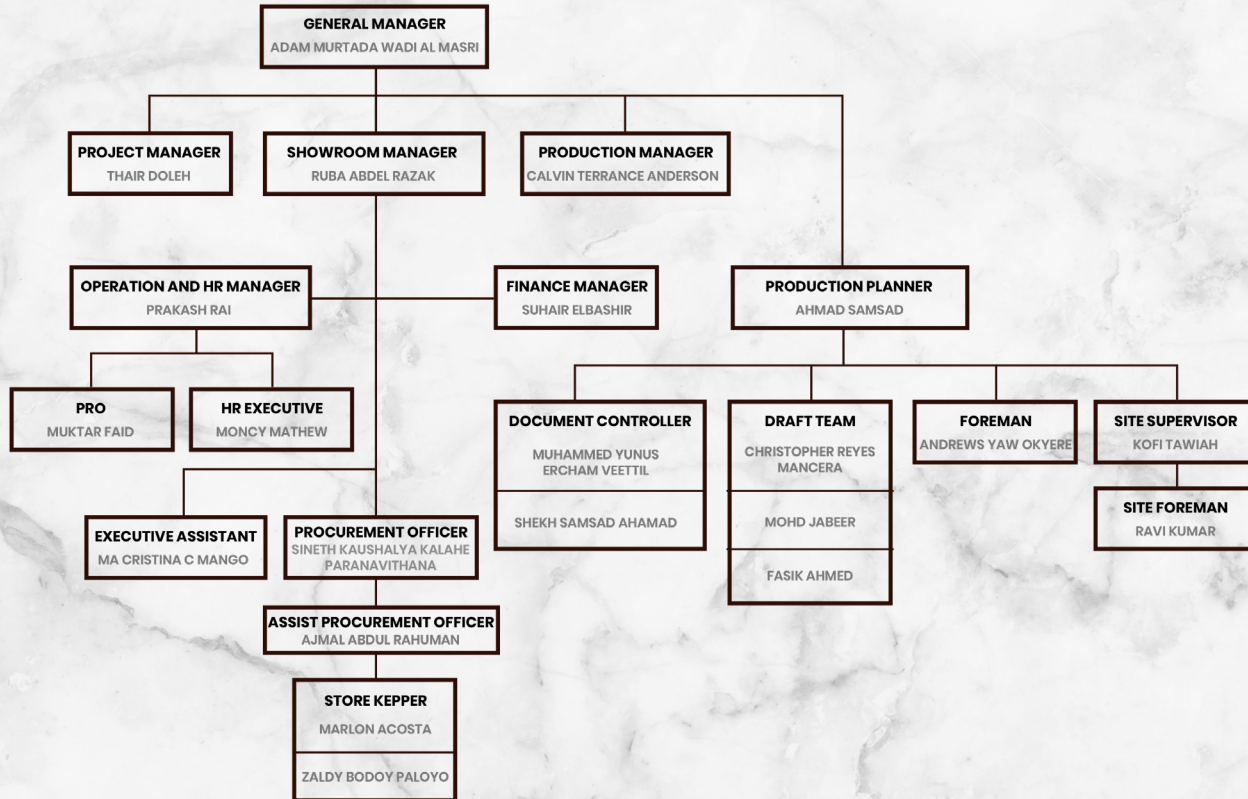 GENERAL MANAGER
ADAM MURTADA WADI AL MASRI
PROJECT MANAGER
THAIR DOLEH
SHOWROOM MANAGER
RUBA ABDEL RAZAK
PRODUCTION MANAGER
CALVIN TERRANCE ANDERSON
OPERATION AND HR MANAGER
PRAKASH RAI
FINANCE MANAGER
SUHAIR ELBASHIR
PRODUCTION PLANNER
AHMAD SAMSAD
PRO
MUKTAR FAID
HR EXECUTIVE
MONCY MATHEW
DOCUMENT CONTROLLER
MUHAMMED YUNUS
ERCHAM VEETTIL
SHEKH SAMSAD AHAMAD
DRAFT TEAM
CHRISTOPHER REYES
MANCERA
MOHD JABEER
FASIK AHMED
FOREMAN
ANDREWS YAW OKYERE
SITE SUPERVISOR
KOFI TAWIAH
SITE FOREMAN
RAVI KUMAR
EXECUTIVE ASSISTANT
MA CRISTINA C MANGO
PROCUREMENT OFFICER
SINETH KAUSHALYA KALAHE
PARANAVITHANA
ASSIST PROCUREMENT OFFICER
AJMAL ABDUL RAHUMAN
STORE KEPPER
MARLON ACOSTA
ZALDY BODOY PALOYO